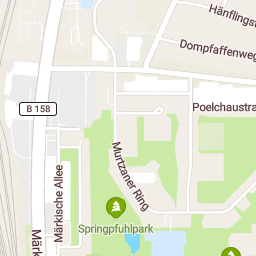 Hänflingst
Dompfaffenweg
B 158
Poelchaustra
Märkische Allee
Murtzaner Ring
Springpfuhlpark
Märk